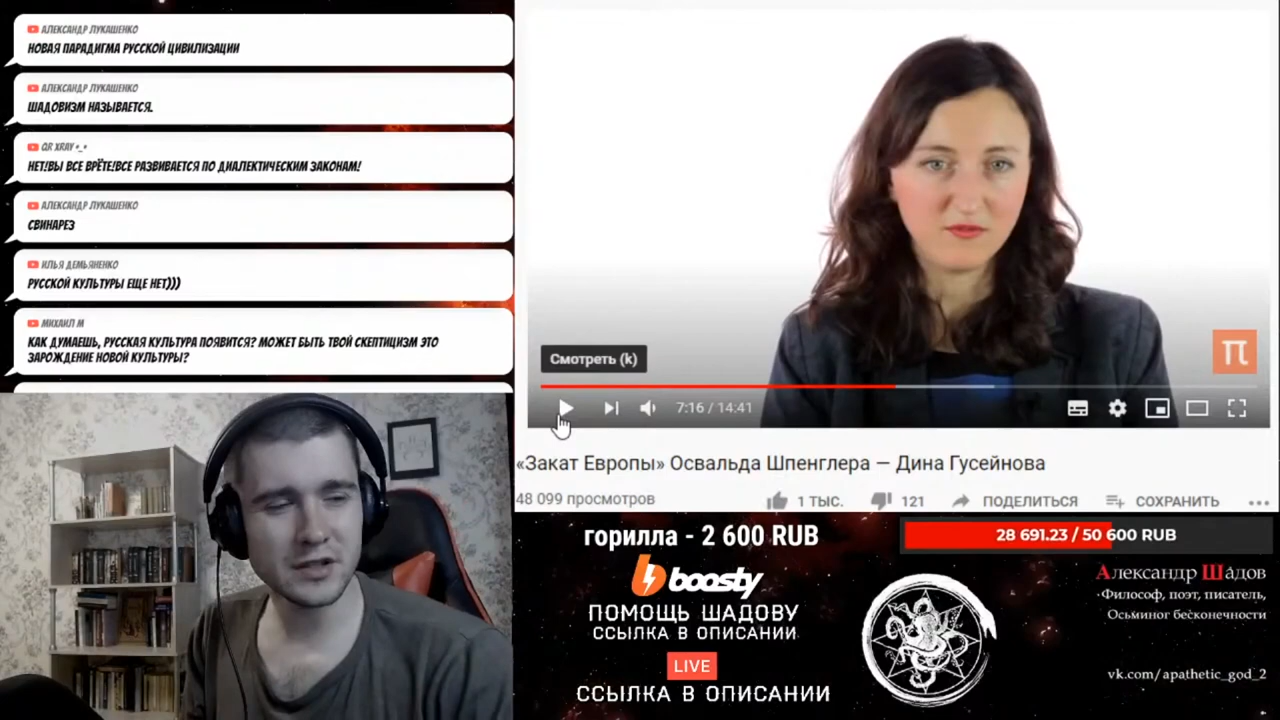 АЛЕКСАНДР ЛУКАШЕНКО
НОВАЯ ПАРАДИГМА РУССКОЙ ЦИВИЛИЗАЦИИ
АЛЕКСАНДР ЛУКАШЕНКО
ШАДОВИЗМ НАЗЫВАЕТСЯ.
QR XRAY •_•
НЕТ!ВЫ ВСЕ ВРЁТЕ!ВСЕ РАЗВИВАЕТСЯ ПО ДИАЛЕКТИЧЕСКИМ ЗАКОНАМ!
АЛЕКСАНДР ЛУКАШЕНКО
СВИНАРЕЗ
ИЛЬЯ ДЕМЬЯНЕНКО
РУССКОЙ КУЛЬТУРЫ ЕЩЕ НЕТ)))
МИХАИЛ М
КАК ДУМАЕШЬ, РУССКАЯ КУЛЬТУРА ПОЯВИТСЯ? МОЖЕТ БЫТЬ ТВОЙ СКЕПТИЦИЗМ ЭТО
ЗАРОЖДЕНИЕ НОВОЙ КУЛЬТУРЫ?
Смотреть (k)
π
7:16 / 14:41
«Закат Европы» Освальда Шпенглера — Дина Гусейнова
48 099 просмотров
1 ТЫС.
121
ПОДЕЛИТЬСЯ
СОХРАНИТЬ
горилла - 2 600 RUB
28 691.23 / 50 600 RUB
boosty
ПОМОЩЬ ШАДОВУ
ССЫЛКА В ОПИСАНИИ
LIVE
ССЫЛКА В ОПИСАНИИ
Александр Шадов
Философ, поэт, писатель,
Осьминог бесконечности
vk.com/apathetic_god_2